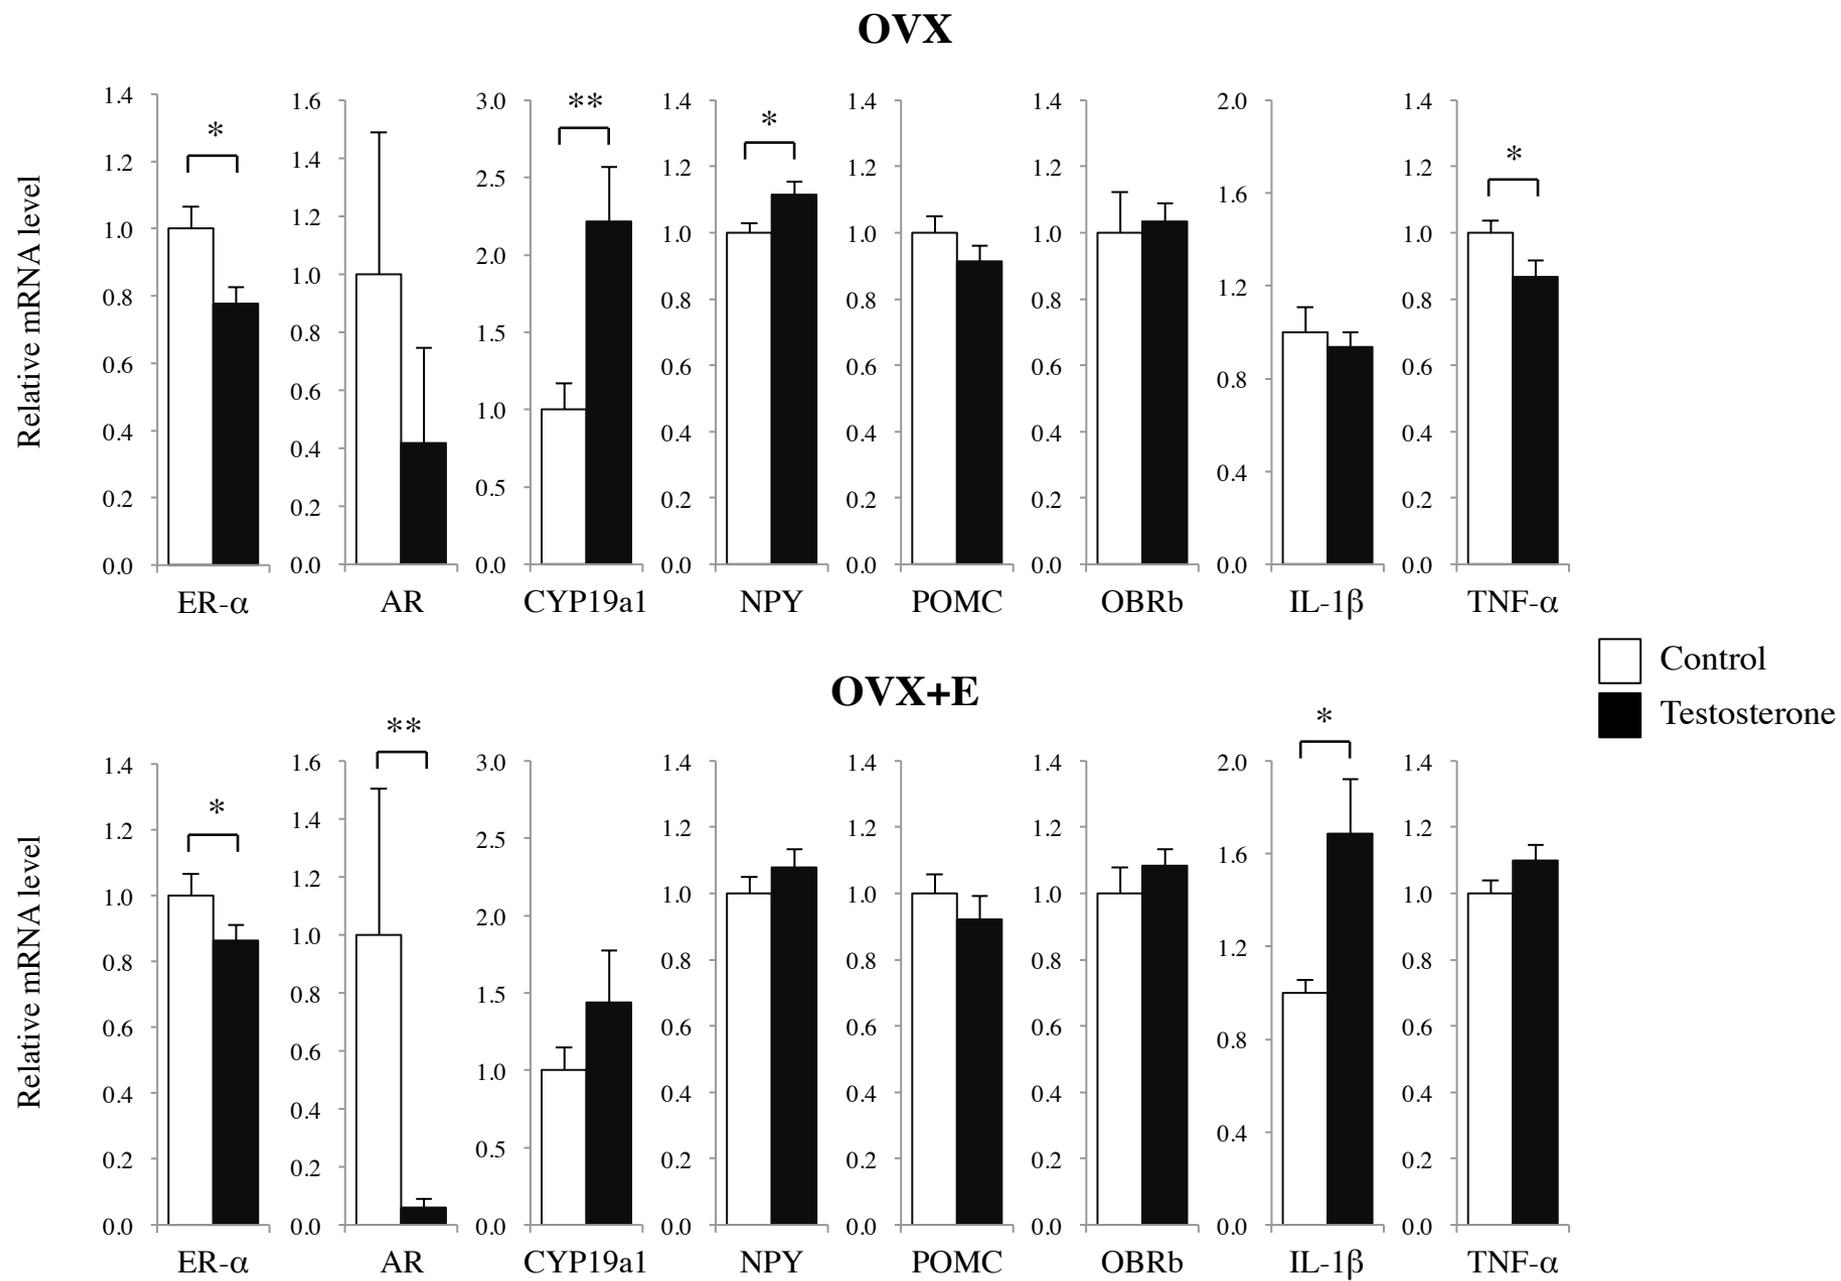 OVX
Relative mRNA level
1.4 1.2 1.0 0.8 0.6 0.4 0.2 0.0
*
ER-α
1.6 1.4 1.2 1.0 0.8 0.6 0.4 0.2 0.0
AR
3.0 2.5 2.0 1.5 1.0 0.5 0.0
**
CYP19a1
1.4 1.2 1.0 0.8 0.6 0.4 0.2 0.0
*
NPY
1.4 1.2 1.0 0.8 0.6 0.4 0.2 0.0
POMC
1.4 1.2 1.0 0.8 0.6 0.4 0.2 0.0
OBRb
2.0 1.6 1.2 0.8 0.4 0.0
IL-1β
1.4 1.2 1.0 0.8 0.6 0.4 0.2 0.0
*
TNF-α
Control
Testosterone
OVX+E
Relative mRNA level
1.4 1.2 1.0 0.8 0.6 0.4 0.2 0.0
*
ER-α
1.6 1.4 1.2 1.0 0.8 0.6 0.4 0.2 0.0
**
AR
3.0 2.5 2.0 1.5 1.0 0.5 0.0
CYP19a1
1.4 1.2 1.0 0.8 0.6 0.4 0.2 0.0
NPY
1.4 1.2 1.0 0.8 0.6 0.4 0.2 0.0
POMC
1.4 1.2 1.0 0.8 0.6 0.4 0.2 0.0
OBRb
2.0 1.6 1.2 0.8 0.4 0.0
*
IL-1β
1.4 1.2 1.0 0.8 0.6 0.4 0.2 0.0
TNF-α